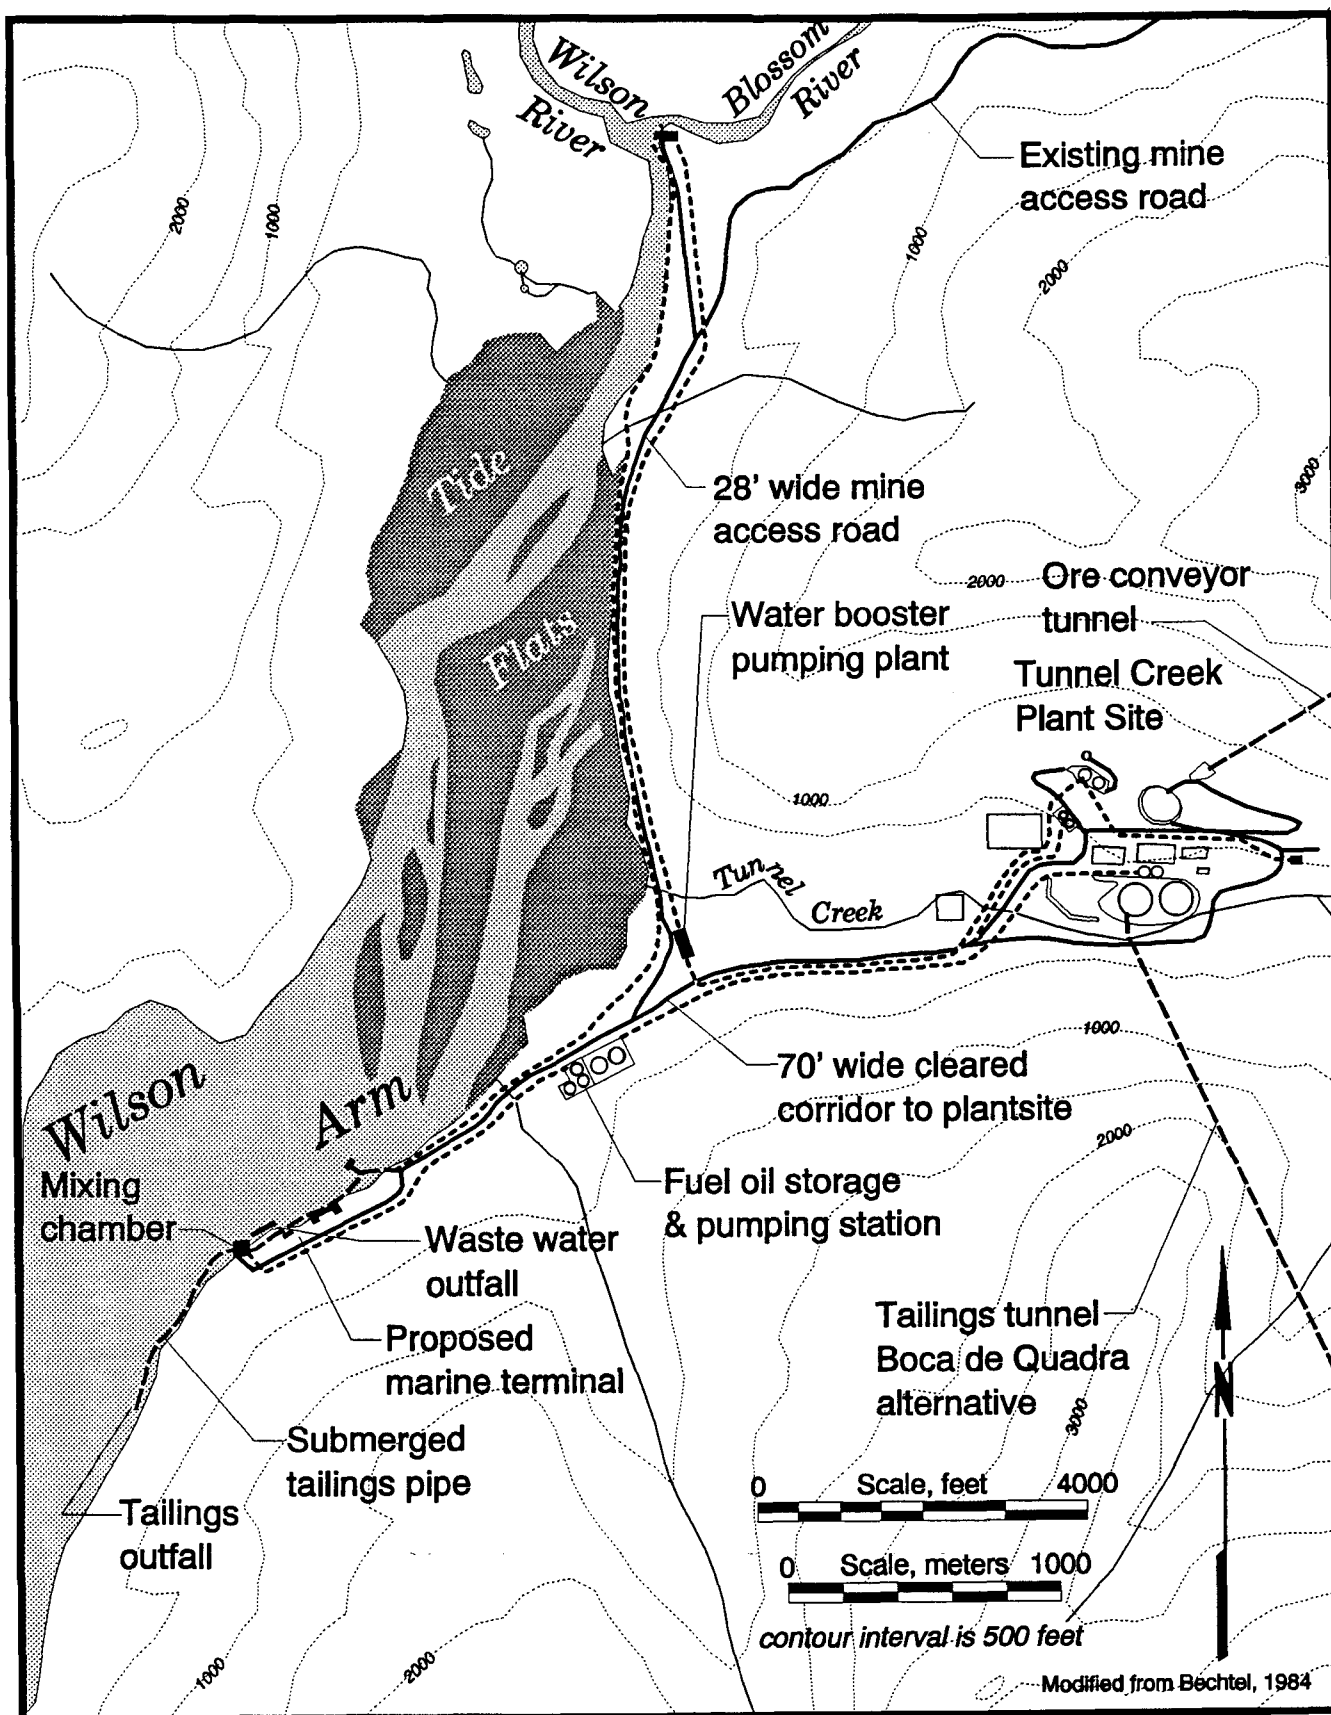 Wilson
River
Blossom
River
Existing mine
access road
2000
1000
1000
2000
3000
Tide
Flats
28' wide mine
access road
2000
Ore conveyor
tunnel
Water booster
pumping plant
Tunnel Creek
Plant Site
1000
Tunnel
Creek
1000
70' wide cleared
corridor to plantsite
2000
Wilson
Arm
Mixing
chamber
Fuel oil storage
& pumping station
Waste water
outfall
Proposed
marine terminal
Tailings tunnel
Boca de Quadra
alternative
3000
N
Submerged
tailings pipe
Tailings
outfall
0 Scale, feet 4000
0 Scale, meters 1000
contour interval is 500 feet
1000
2000
Modified from Bechtel, 1984